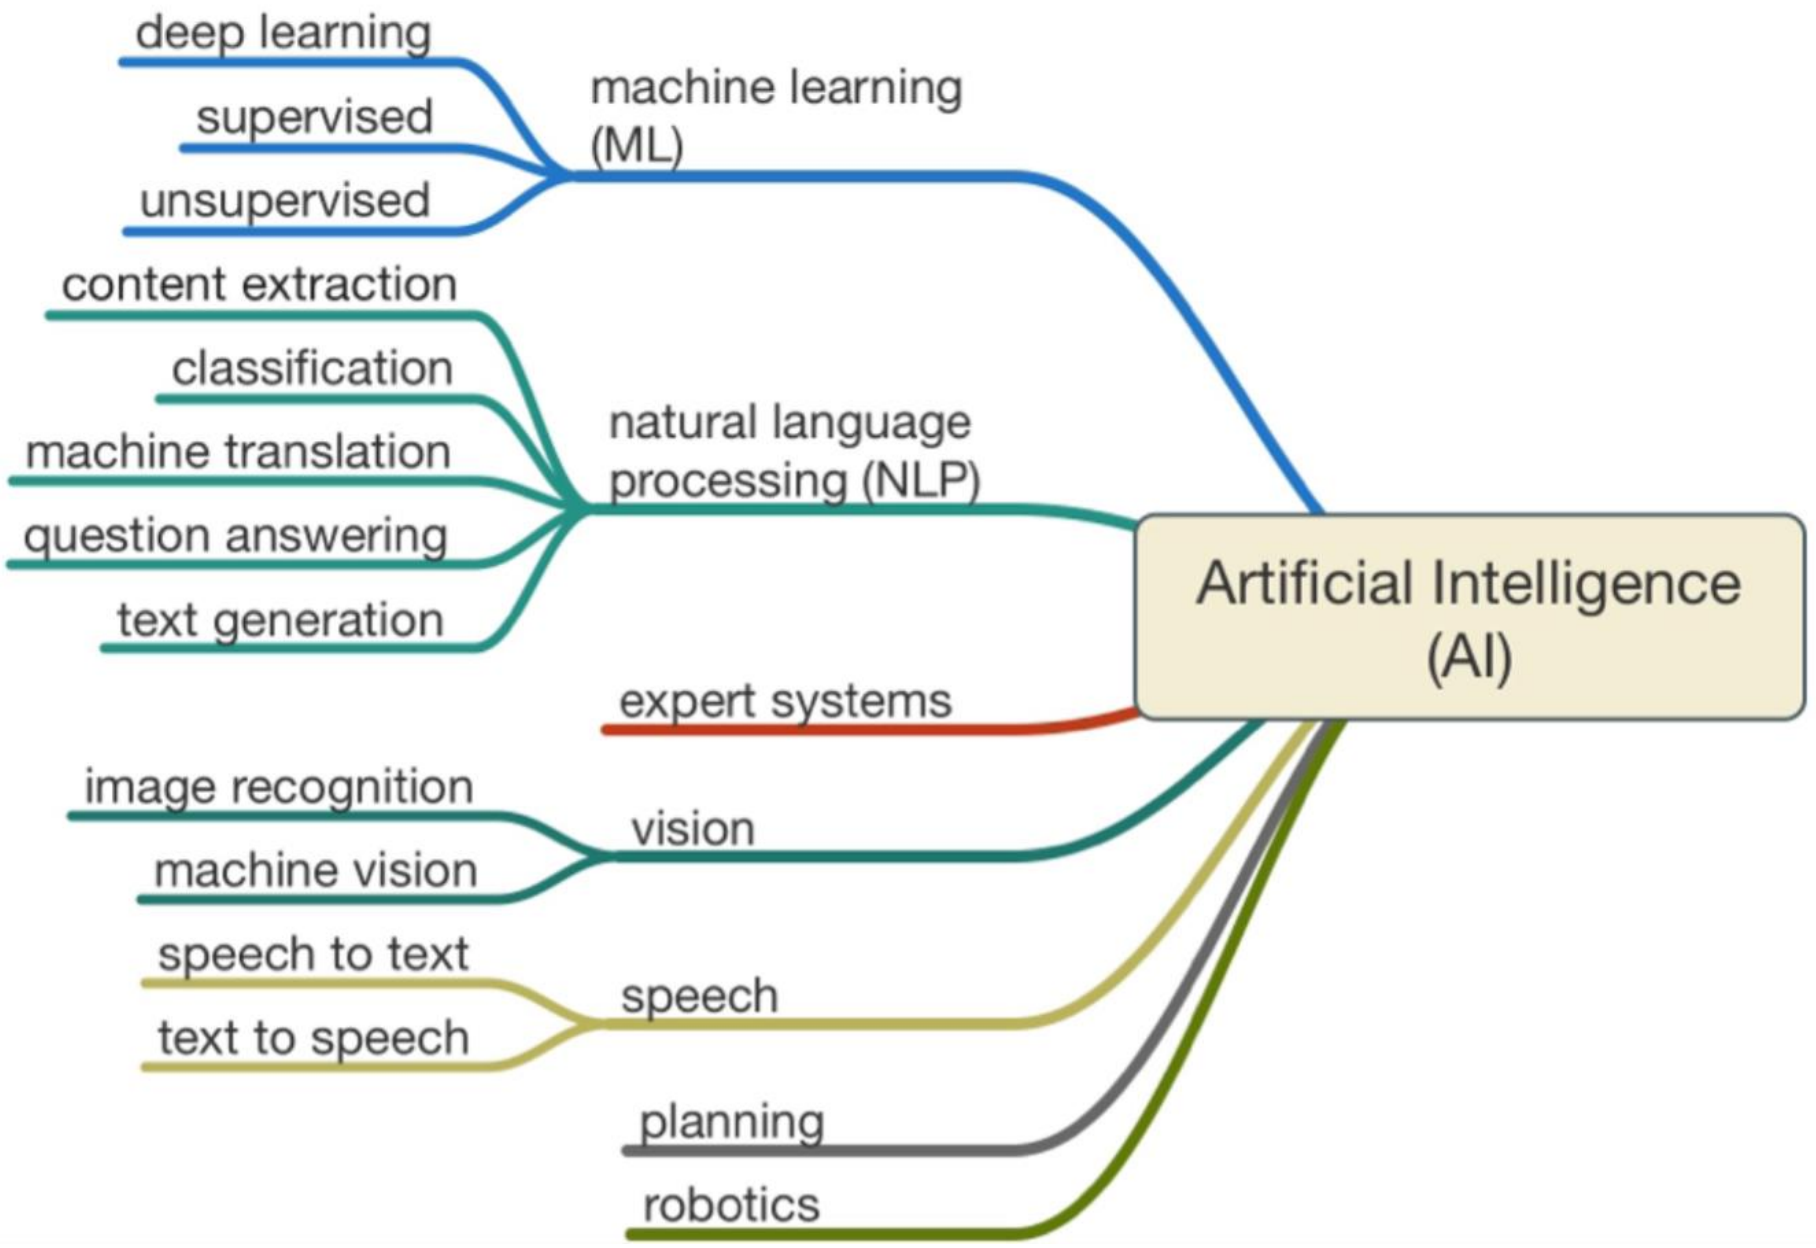 deep learning
supervised
unsupervised
machine learning
(ML)
content extraction
classification
machine translation
question answering
text generation
natural language
processing (NLP)
expert systems
image recognition
machine vision
vision
speech to text
text to speech
speech
planning
robotics
Artificial Intelligence
(AI)